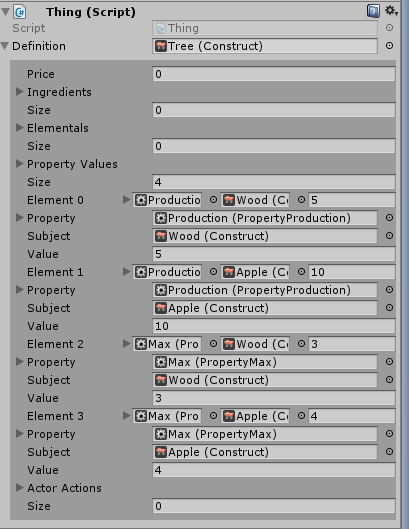 Thing (Script)
Script Thing
Definition Tree (Construct)
Price 0
Ingredients
Size 0
Elementals
Size 0
Property Values
Size 4
Element 0 Productio Wood (C 5
Property Production (PropertyProduction)
Subject Wood (Construct)
Value 5
Element 1 Productio Apple (C 10
Property Production (PropertyProduction)
Subject Apple (Construct)
Value 10
Element 2 Max (Pro Wood (C 3
Property Max (PropertyMax)
Subject Wood (Construct)
Value 3
Element 3 Max (Pro Apple (C 4
Property Max (PropertyMax)
Subject Apple (Construct)
Value 4
Actor Actions
Size 0